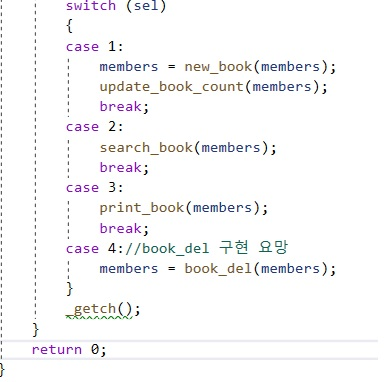 switch (sel)
{
case 1:
members = new_book(members);
update_book_count(members);
break;
case 2:
search_book(members);
break;
case 3:
print_book(members);
break;
case 4://book_del 구현 요망
members = book_del(members);
}
_getch();
}
return 0;
}